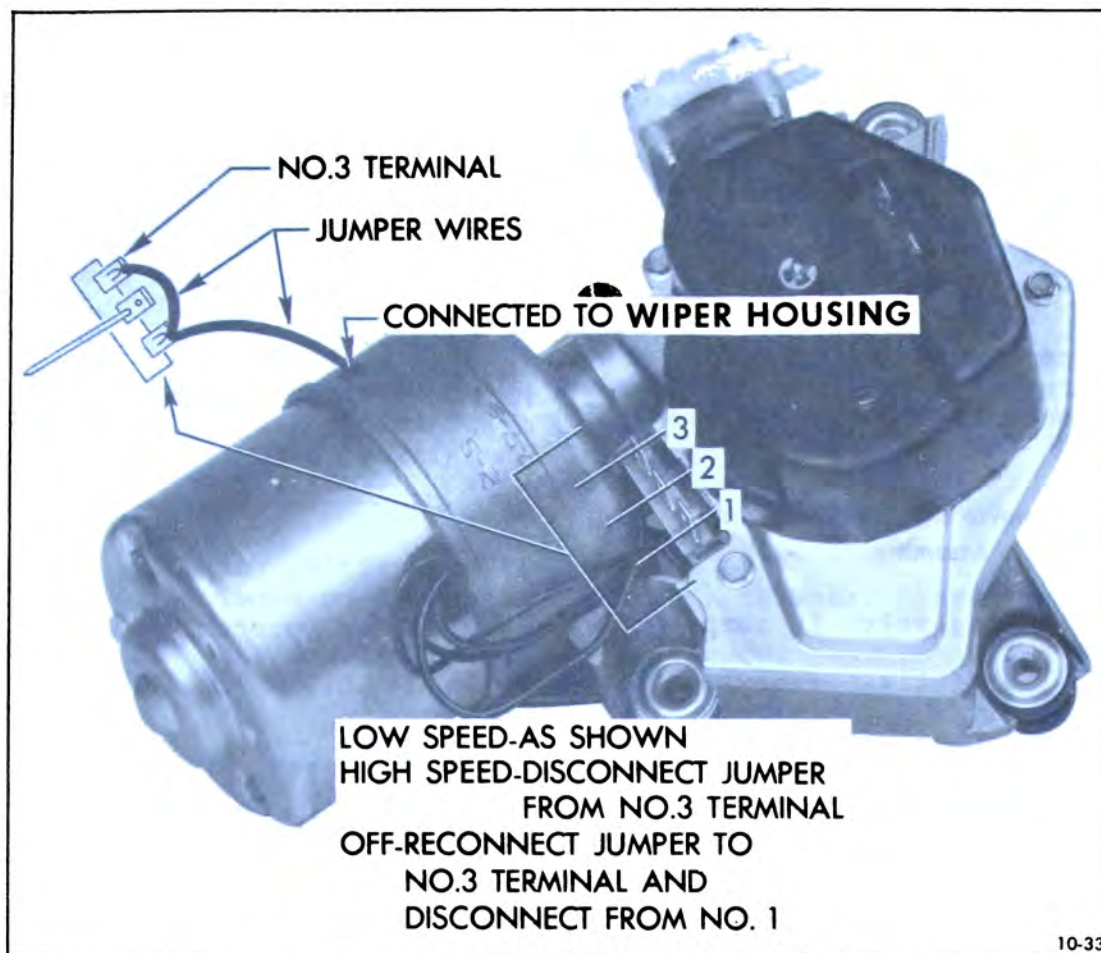 NO.3 TERMINAL
JUMPER WIRES
CONNECTED TO WIPER HOUSING
3
2
1
LOW SPEED-AS SHOWN
HIGH SPEED-DISCONNECT JUMPER
FROM NO.3 TERMINAL
OFF-RECONNECT JUMPER TO
NO.3 TERMINAL AND
DISCONNECT FROM NO. 1
10-33